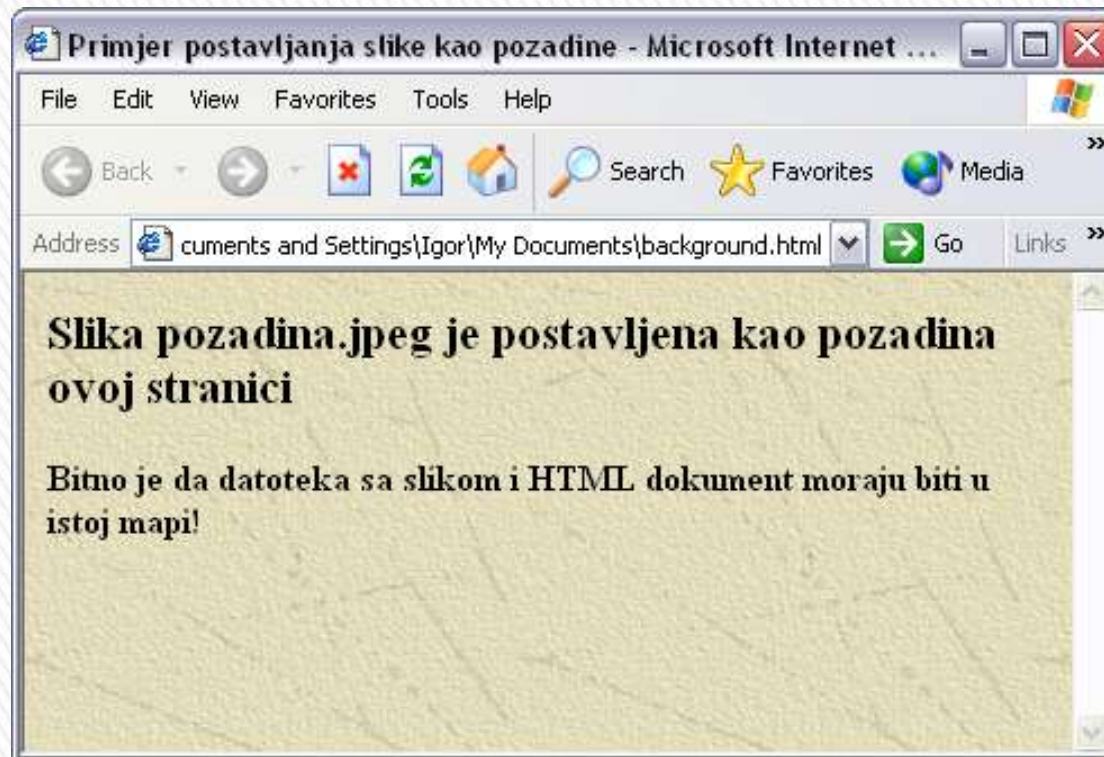 Primjer postavljanja slike kao pozadine - Microsoft Internet ...
File Edit View Favorites Tools Help
Back Search Favorites Media »
Address cuments and Settings\Igor\My Documents\background.html Go Links »
Slika pozadina.jpeg je postavljena kao pozadina
ovoj stranici
Bitno je da datoteka sa slikom i HTML dokument moraju biti u
istoj mapi!